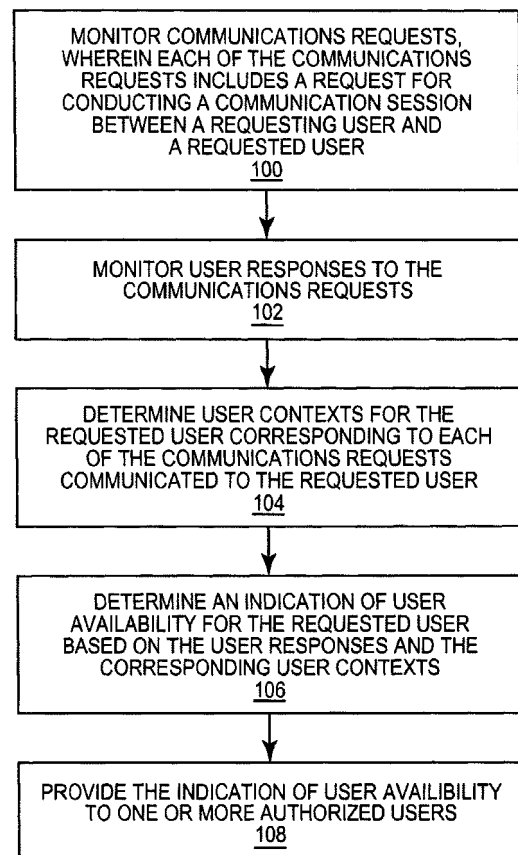 MONITOR COMMUNICATIONS REQUESTS,
WHEREIN EACH OF THE COMMUNICATIONS
REQUESTS INCLUDES A REQUEST FOR
CONDUCTING A COMMUNICATION SESSION
BETWEEN A REQUESTING USER AND
A REQUESTED USER
100
MONITOR USER RESPONSES TO THE
COMMUNICATIONS REQUESTS
102
DETERMINE USER CONTEXTS FOR THE
REQUESTED USER CORRESPONDING TO EACH
OF THE COMMUNICATIONS REQUESTS
COMMUNICATED TO THE REQUESTED USER
104
DETERMINE AN INDICATION OF USER
AVAILABILITY FOR THE REQUESTED USER
BASED ON THE USER RESPONSES AND THE
CORRESPONDING USER CONTEXTS
106
PROVIDE THE INDICATION OF USER AVAILIBILITY
TO ONE OR MORE AUTHORIZED USERS
108